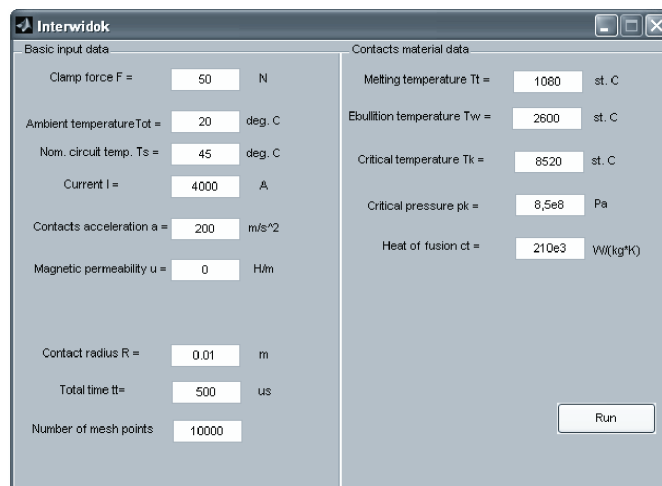 Interwidok
Basic input data
Clamp force F = 50 N
Ambient temperatureTot = 20 deg. C
Nom. circuit temp. Ts = 45 deg. C
Current I = 4000 A
Contacts acceleration a = 200 m/s^2
Magnetic permeability u = 0 H/m
Contact radius R = 0.01 m
Total time tt= 500 us
Number of mesh points 10000
Contacts material data
Melting temperature Tt = 1080 st. C
Ebullition temperature Tw = 2600 st. C
Critical temperature Tk = 8520 st. C
Critical pressure pk = 8,5e8 Pa
Heat of fusion ct = 210e3 W/(kg*K)
Run